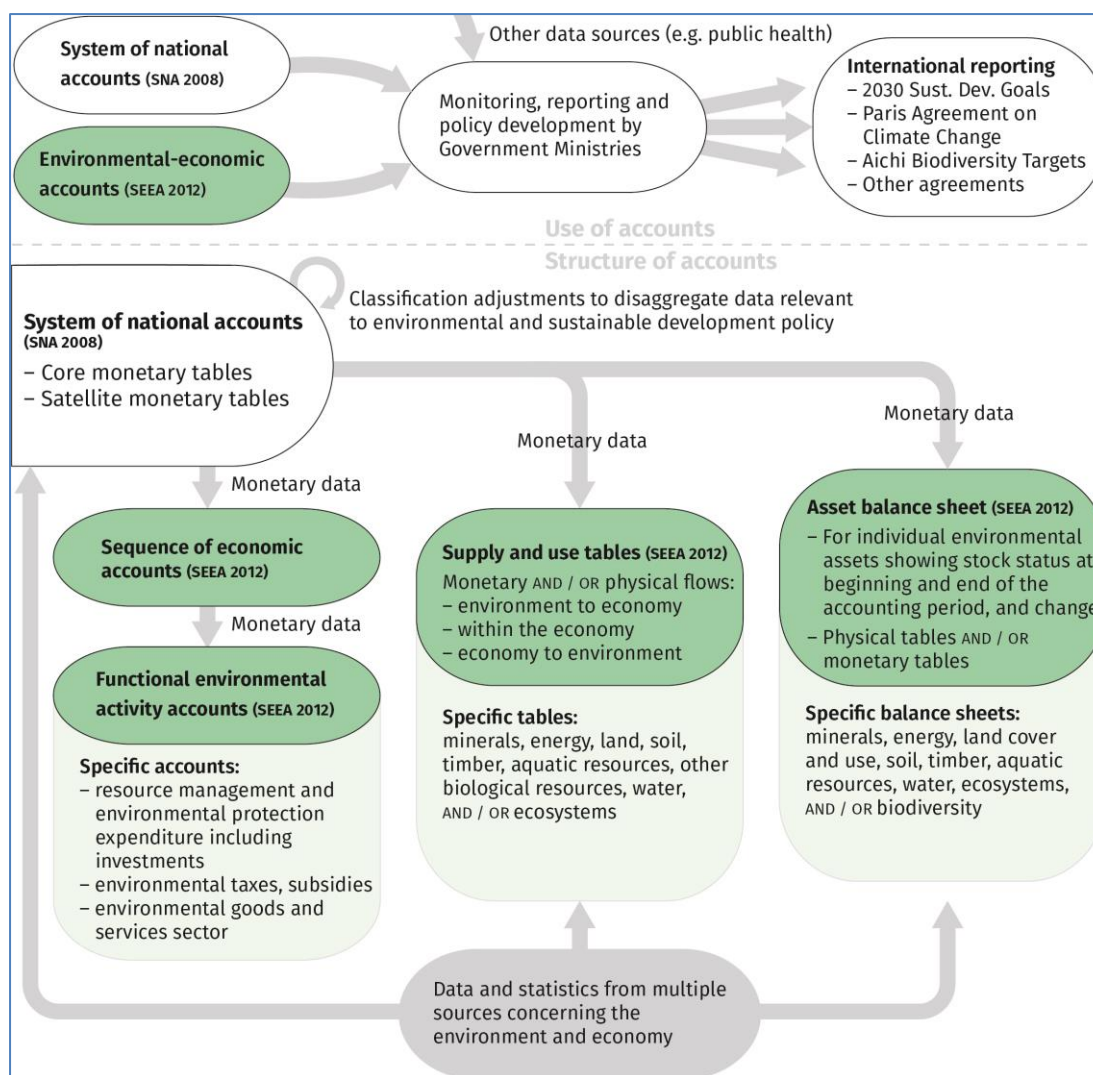 Other data sources (e.g. public health)
System of national
accounts (SNA 2008)
Environmental-economic
accounts (SEEA 2012)
Monitoring, reporting and
policy development by
Government Ministries
International reporting
– 2030 Sust. Dev. Goals
– Paris Agreement on
Climate Change
– Aichi Biodiversity Targets
– Other agreements
Use of accounts
Structure of accounts
Classification adjustments to disaggregate data relevant
to environmental and sustainable development policy
System of national accounts
(SNA 2008)
– Core monetary tables
– Satellite monetary tables
Monetary data
Sequence of economic
accounts (SEEA 2012)
Monetary data
Functional environmental
activity accounts (SEEA 2012)
Specific accounts:
– resource management and
environmental protection
expenditure including
investments
– environmental taxes, subsidies
– environmental goods and
services sector
Monetary data
Supply and use tables (SEEA 2012)
Monetary AND / OR physical flows:
– environment to economy
– within the economy
– economy to environment
Specific tables:
minerals, energy, land, soil,
timber, aquatic resources, other
biological resources, water,
AND / OR ecosystems
Monetary data
Asset balance sheet (SEEA 2012)
– For individual environmental
assets showing stock status at
beginning and end of the
accounting period, and change
– Physical tables AND / OR
monetary tables
Specific balance sheets:
minerals, energy, land cover
and use, soil, timber, aquatic
resources, water, ecosystems,
AND / OR biodiversity
Data and statistics from multiple
sources concerning the
environment and economy